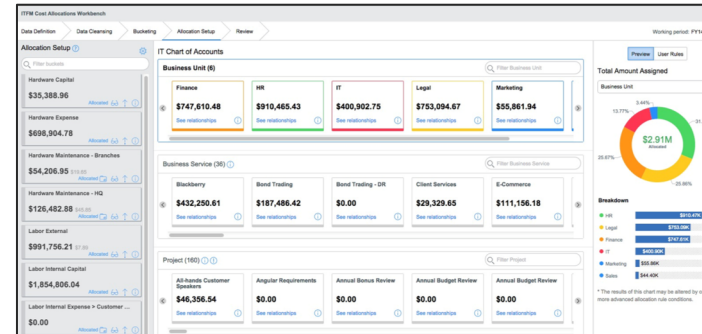 ITFM Cost Allocations Workbench
Data Definition Data Cleansing Bucketing Allocation Setup Review Working period: FY14
Allocation Setup
Filter buckets
Hardware Capital
$35,388.96
Allocated
Hardware Expense
$698,904.78
Allocated
Hardware Maintenance - Branches
$54,206.95
Allocated
Hardware Maintenance - HQ
$126,482.88
Allocated
Labor External
$991,756.21
Allocated
Labor Internal Capital
$1,854,806.04
Allocated
Labor Internal Expense > Customer ...
$0.00
Allocated
IT Chart of Accounts
Business Unit (6) Filter Business Unit
Finance HR IT Legal Marketing
$747,610.48 $910,465.43 $400,902.75 $753,094.67 $55,861.94
See relationships See relationships See relationships See relationships See relationships
Business Service (36) Filter Business Service
Blackberry Bond Trading Bond Trading - DR Client Services E-Commerce
$432,250.61 $187,486.42 $0.00 $29,329.65 $111,156.18
See relationships See relationships See relationships See relationships See relationships
Project (160) Filter Project
All-hands Customer Speakers Angular Requirements Annual Bonus Review Annual Budget Review Annual Budget Review
$46,356.54 $0.00 $0.00 $0.00 $0.00
See relationships See relationships See relationships See relationships See relationships
Preview User Rules
Total Amount Assigned
Business Unit
3.44%
13.77%
31.
$2.91M
Allocated
25.67%
25.86%
Breakdown
HR $910.47K
Legal $753.09K
Finance $747.61K
IT $400.90K
Marketing $55.86K
Sales $44.40K
* The results of this chart may be altered by
more advanced allocation rule conditions.